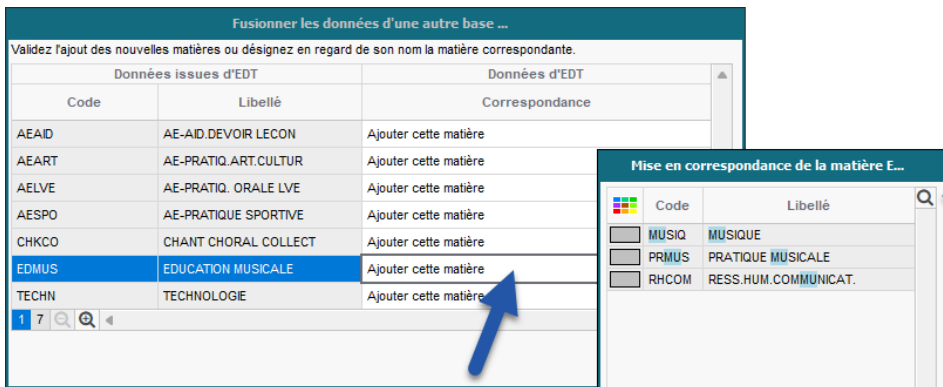 Fusionner les données d'une autre base ...
Validez l'ajout des nouvelles matières ou désignez en regard de son nom la matière correspondante.
Données issues d'EDT Données d'EDT
Code Libellé Correspondance
AEAID AE-AID.DEVOIR LECON Ajouter cette matière
AEART AE-PRATIQ.ART.CULTUR Ajouter cette matière
AELVE AE-PRATIQ. ORALE LVE Ajouter cette matière
AESPO AE-PRATIQUE SPORTIVE Ajouter cette matière
CHKCO CHANT CHORAL COLLECT Ajouter cette matière
EDMUS EDUCATION MUSICALE Ajouter cette matière
TECHN TECHNOLOGIE Ajouter cette matière
1 7
Mise en correspondance de la matière E...
Code Libellé
MUSIQ MUSIQUE
PRMUS PRATIQUE MUSICALE
RHCOM RESS.HUM.COMMUNICAT.